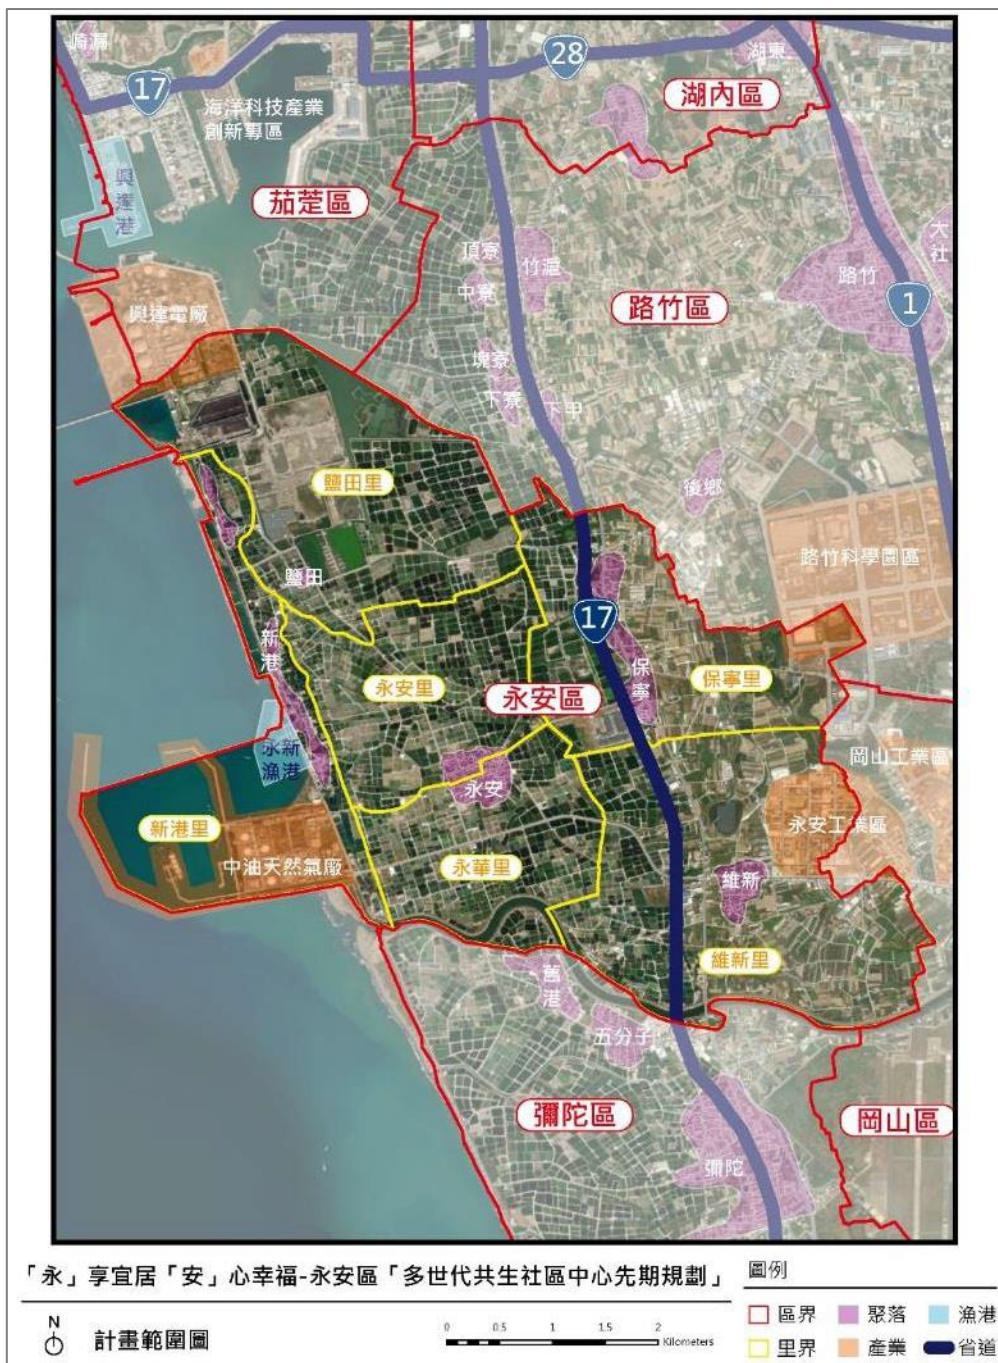 崎漏
17
28
湖東
湖內區
海洋科技產業
創新專區
興達港
茄萣區
大社
頂寮
竹滬
路竹
中寮
路竹區
1
興達電廠
塊寮
下寮
下甲
後鄉
鹽田里
路竹科學園區
鹽田
17
新港
保寧
永安里
永安區
保寧里
永新
漁港
岡山工業區
永安
新港里
永安工業區
中油天然氣廠
永華里
維新
維新里
舊港
五分子
彌陀區
岡山區
彌陀
「永」享宜居「安」心幸福-永安區「多世代共生社區中心先期規劃」
圖例
區界
聚落
漁港
里界
產業
省道
N
計畫範圍圖
0 0.5 1 1.5 2
Kilometers